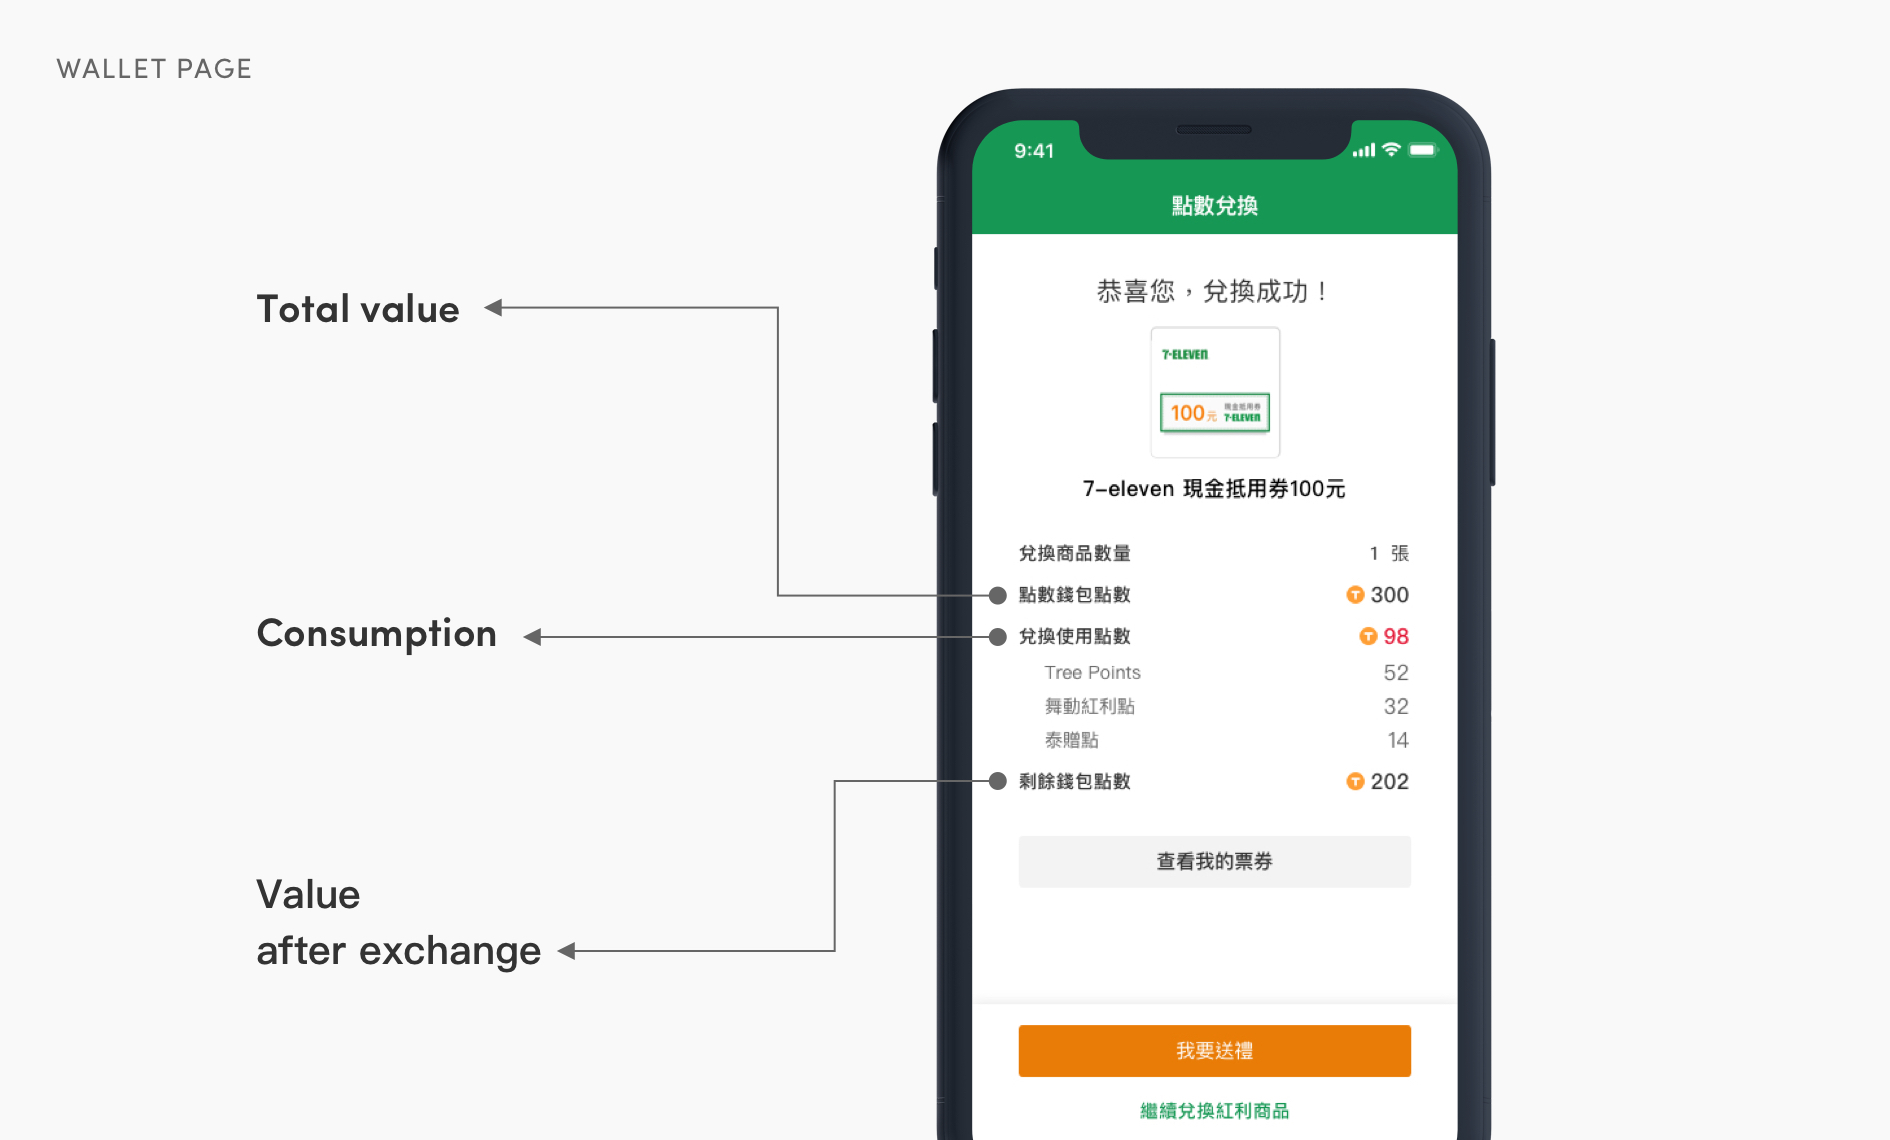 WALLET PAGE
9:41
點數兌換
恭喜您，兌換成功！
7-ELEVEN
100元 現金抵用券
7-ELEVEN
7-eleven 現金抵用券100元
兌換商品數量 1 張
Total value
點數錢包點數 T 300
Consumption
兌換使用點數 T 98
Tree Points 52
舞動紅利點 32
泰贈點 14
剩餘錢包點數 T 202
Value
after exchange
查看我的票券
我要送禮
繼續兌換紅利商品